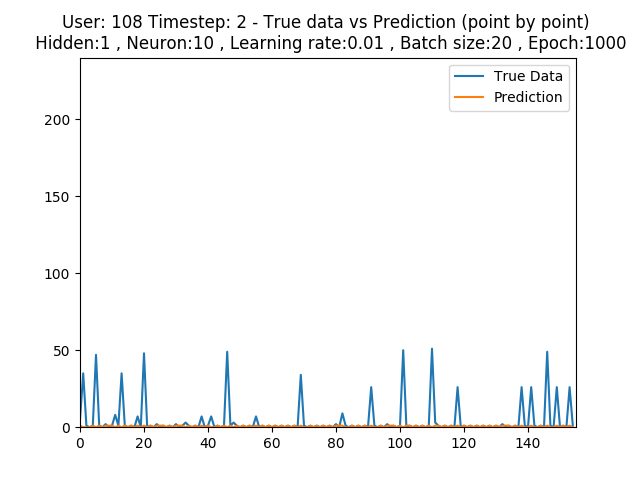 User: 108 Timestep: 2 - True data vs Prediction (point by point)
Hidden:1 , Neuron:10 , Learning rate:0.01 , Batch size:20 , Epoch:1000
True Data
Prediction
200
150
100
50
0
0 20 40 60 80 100 120 140